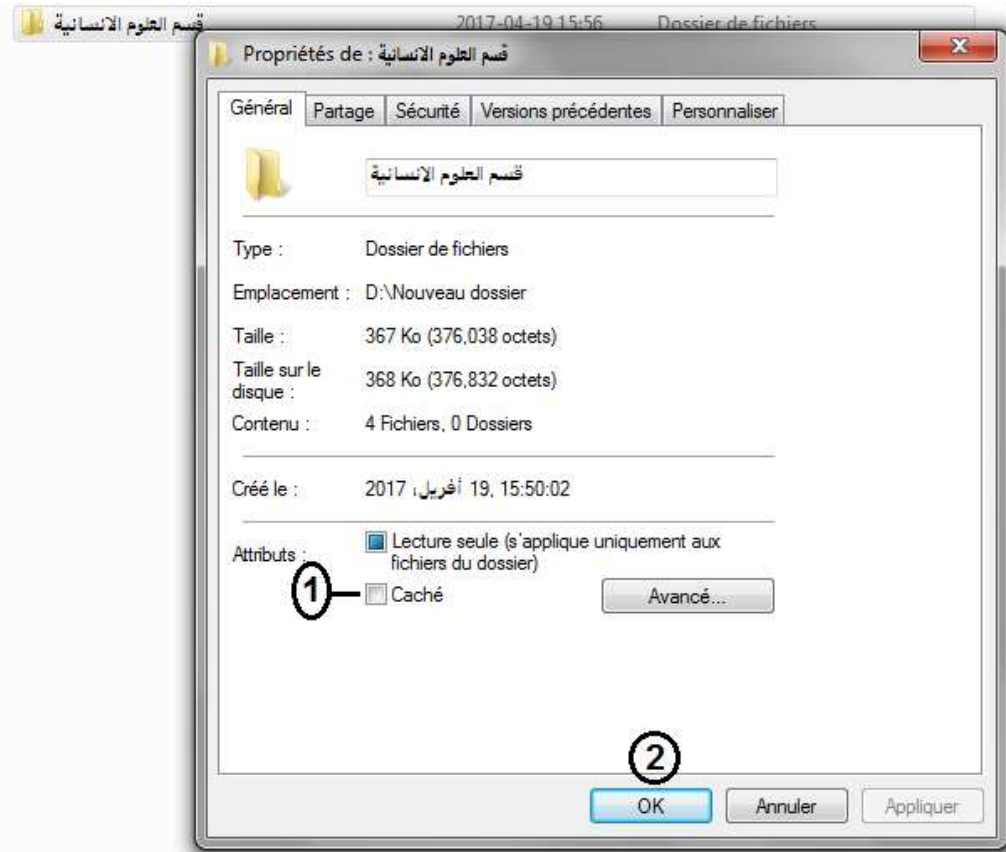 قسم العلوم الانسانية 2017-04-19 15:56 Dossier de fichiers
Propriétés de : قسم العلوم الانسانية
Général Partage Sécurité Versions précédentes Personnaliser
قسم العلوم الانسانية
Type : Dossier de fichiers
Emplacement : D:\Nouveau dossier
Taille : 367 Ko (376,038 octets)
Taille sur le
disque : 368 Ko (376,832 octets)
Contenu : 4 Fichiers, 0 Dossiers
Créé le : 2017 ,أفريل 19, 15:50:02
Attributs : Lecture seule (s'applique uniquement aux
fichiers du dossier)
1 Caché Avancé...
2
OK Annuler Appliquer